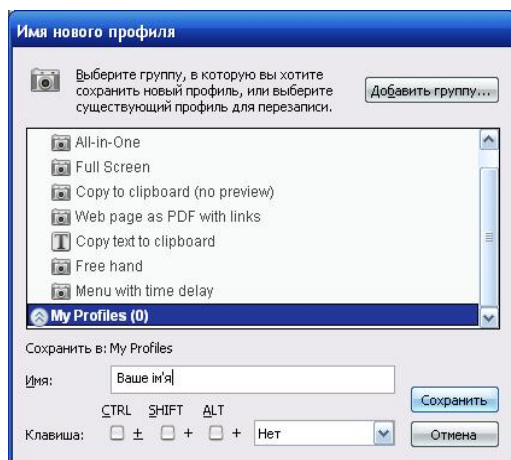 Имя нового профиля
Выберите группу, в которую вы хотите
сохранить новый профиль, или выберите
существующий профиль для перезаписи.
Добавить группу...
All-in-One
Full Screen
Copy to clipboard (no preview)
Web page as PDF with links
Copy text to clipboard
Free hand
Menu with time delay
My Profiles (0)
Сохранить в: My Profiles
Имя: Ваше ім'я
Сохранить
CTRL SHIFT ALT
Клавиша: + + + Нет
Отмена